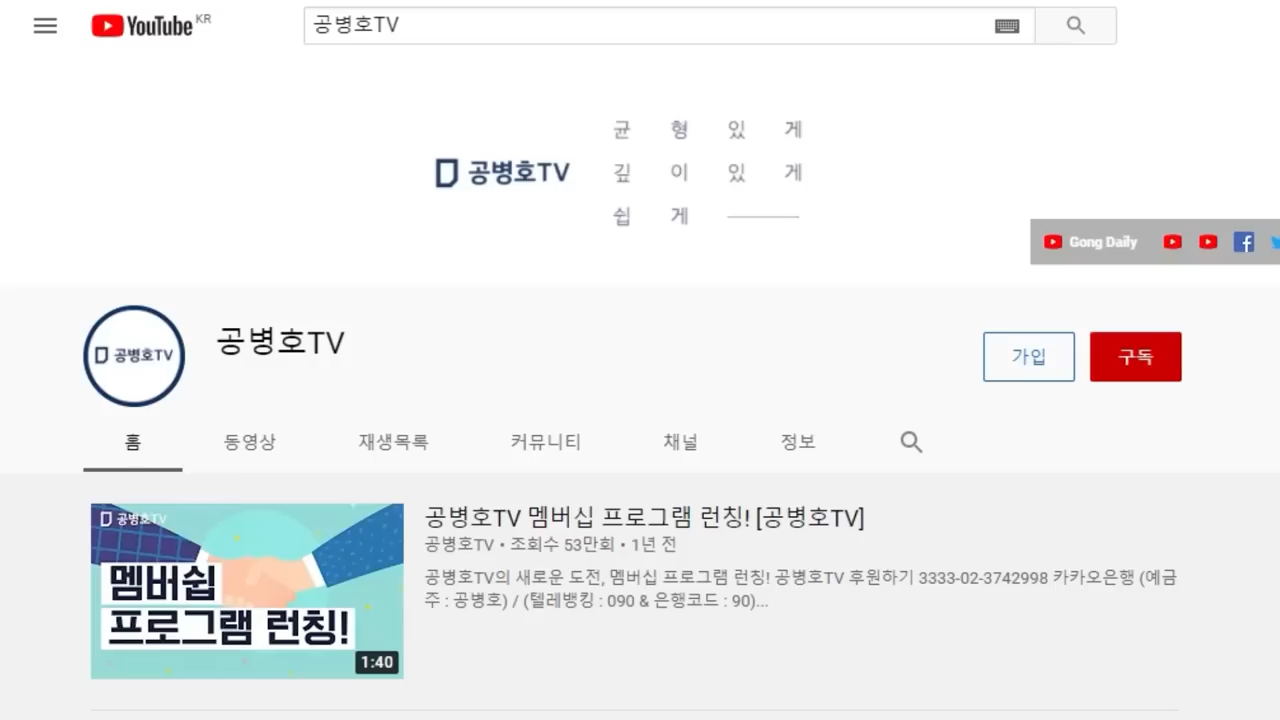 YouTube KR
공병호TV
균 형 있 게
공병호TV
깊 이 있 게
쉽 게
Gong Daily
공병호TV
공병호TV
가입
구독
홈
동영상
재생목록
커뮤니티
채널
정보
공병호TV
멤버쉽
프로그램 런칭!
1:40
공병호TV 멤버십 프로그램 런칭! [공병호TV]
공병호TV • 조회수 53만회 • 1년 전
공병호TV의 새로운 도전, 멤버십 프로그램 런칭! 공병호TV 후원하기 3333-02-3742998 카카오은행 (예금
주 : 공병호) / (텔레뱅킹 : 090 & 은행코드 : 90)...